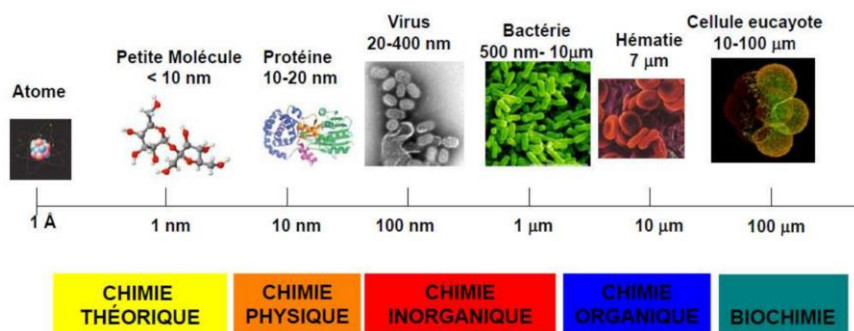 Atome
Petite Molécule
< 10 nm
Protéine
10-20 nm
Virus
20-400 nm
Bactérie
500 nm- 10µm
Hématie
7 µm
Cellule eucayote
10-100 µm
1 Å
1 nm
10 nm
100 nm
1 µm
10 µm
100 µm
CHIMIE
THÉORIQUE
CHIMIE
PHYSIQUE
CHIMIE
INORGANIQUE
CHIMIE
ORGANIQUE
BIOCHIMIE